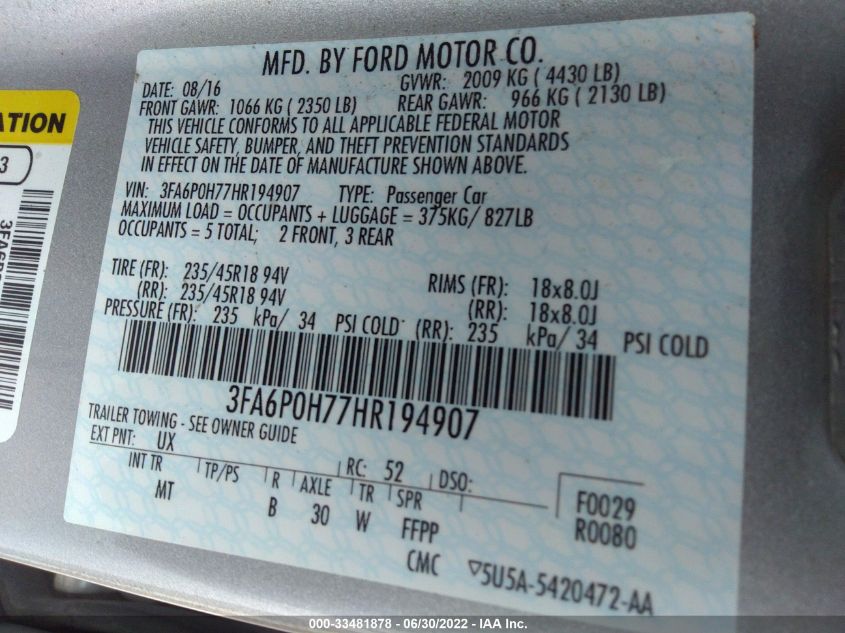 MFD. BY FORD MOTOR CO.
DATE: 08/16 GVWR: 2009 KG ( 4430 LB)
FRONT GAWR: 1066 KG ( 2350 LB) REAR GAWR: 966 KG ( 2130 LB)
THIS VEHICLE CONFORMS TO ALL APPLICABLE FEDERAL MOTOR
VEHICLE SAFETY, BUMPER, AND THEFT PREVENTION STANDARDS
IN EFFECT ON THE DATE OF MANUFACTURE SHOWN ABOVE.
VIN: 3FA6P0H77HR194907 TYPE: Passenger Car
MAXIMUM LOAD = OCCUPANTS + LUGGAGE = 375KG/ 827LB
OCCUPANTS = 5 TOTAL; 2 FRONT, 3 REAR
TIRE (FR): 235/45R18 94V RIMS (FR): 18x8.0J
(RR): 235/45R18 94V (RR): 18x8.0J
PRESSURE (FR): 235 kPa/ 34 PSI COLD (RR): 235 kPa/ 34 PSI COLD
3FA6P0H77HR194907
TRAILER TOWING - SEE OWNER GUIDE
EXT PNT: UX RC: 52 DSO:
INT TR TP/PS R AXLE TR SPR F0029
MT B 30 W FFPP R0080
CMC ▽5U5A-5420472-AA
ATION
3
000-33481878 - 06/30/2022 - IAA Inc.